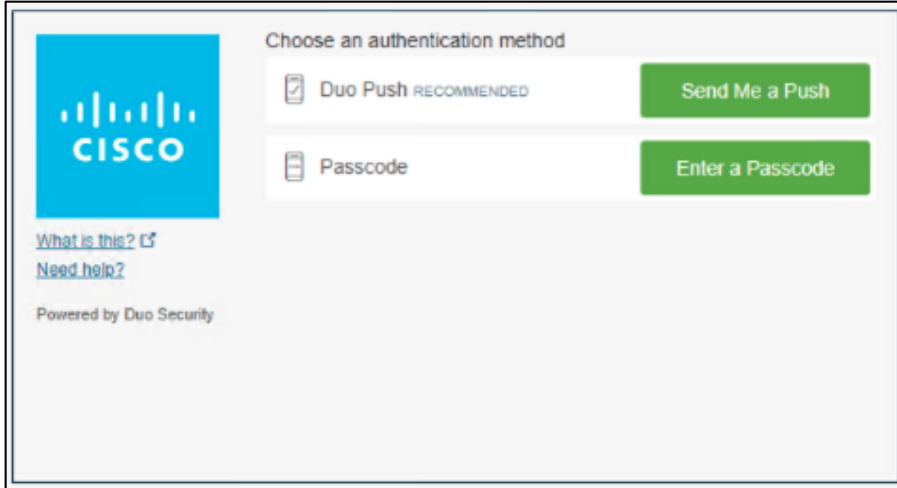 Choose an authentication method
Duo Push RECOMMENDED
Send Me a Push
Passcode
Enter a Passcode
CISCO
What is this?
Need help?
Powered by Duo Security